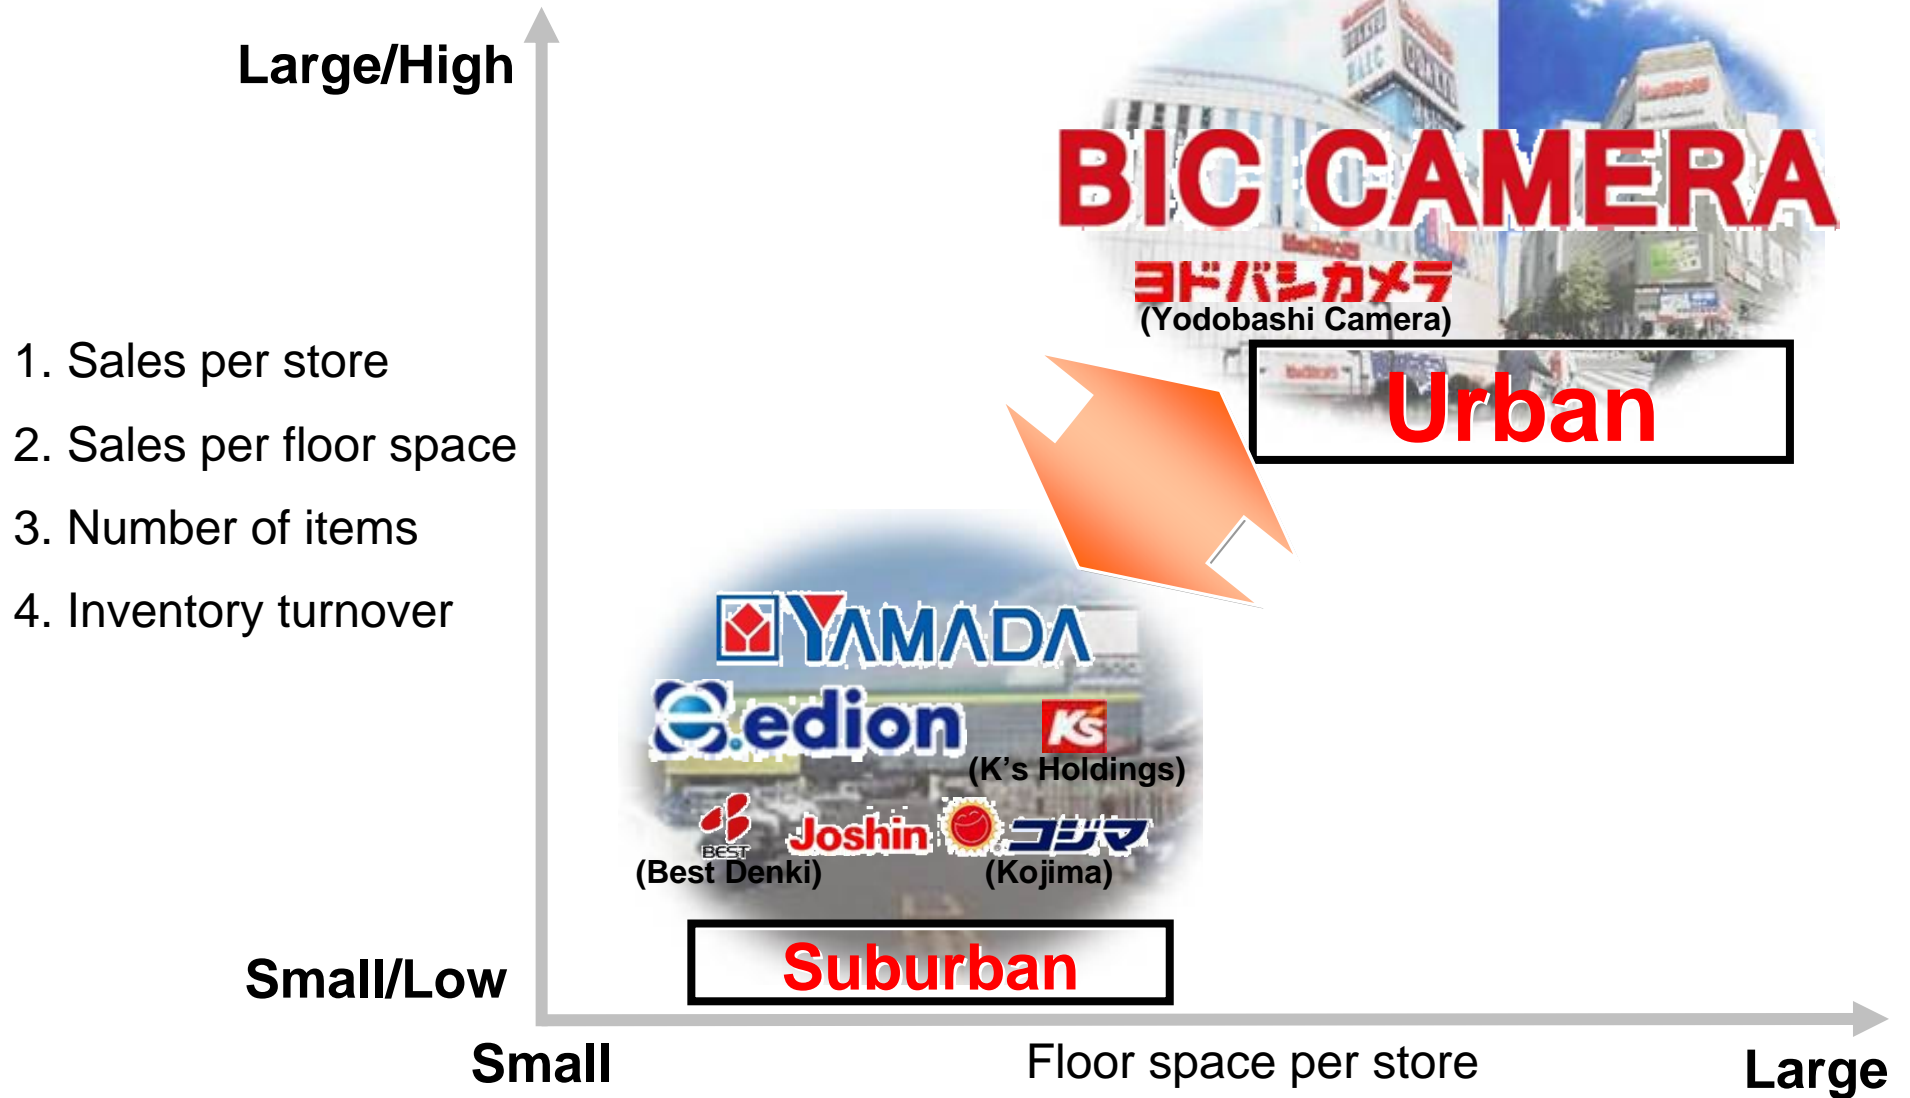 Large/High
BIC CAMERA
ヨドバシカメラ
(Yodobashi Camera)
Urban
1. Sales per store
2. Sales per floor space
3. Number of items
4. Inventory turnover
YAMADA
edion
K's
(K’s Holdings)
BEST
Joshin
コジマ
(Best Denki)
(Kojima)
Suburban
Small/Low
Small
Floor space per store
Large